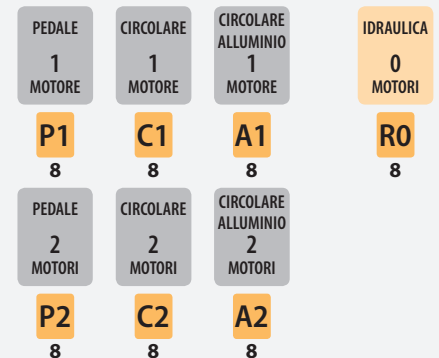 PEDALE
1
MOTORE
P1
8
CIRCOLARE
1
MOTORE
C1
8
CIRCOLARE
ALLUMINIO
1
MOTORE
A1
8
IDRAULICA
0
MOTORI
R0
8
PEDALE
2
MOTORI
P2
8
CIRCOLARE
2
MOTORI
C2
8
CIRCOLARE
ALLUMINIO
2
MOTORI
A2
8